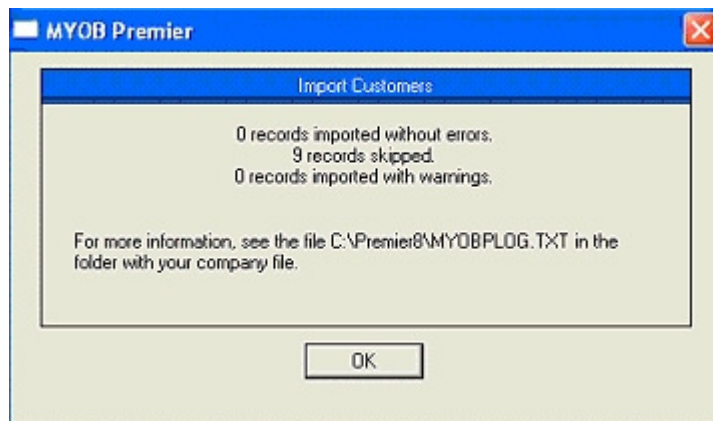 MYOB Premier
Import Customers
0 records imported without errors.
9 records skipped.
0 records imported with warnings.
For more information, see the file C:\Premier8\MYOBPLOG.TXT in the
folder with your company file.
OK